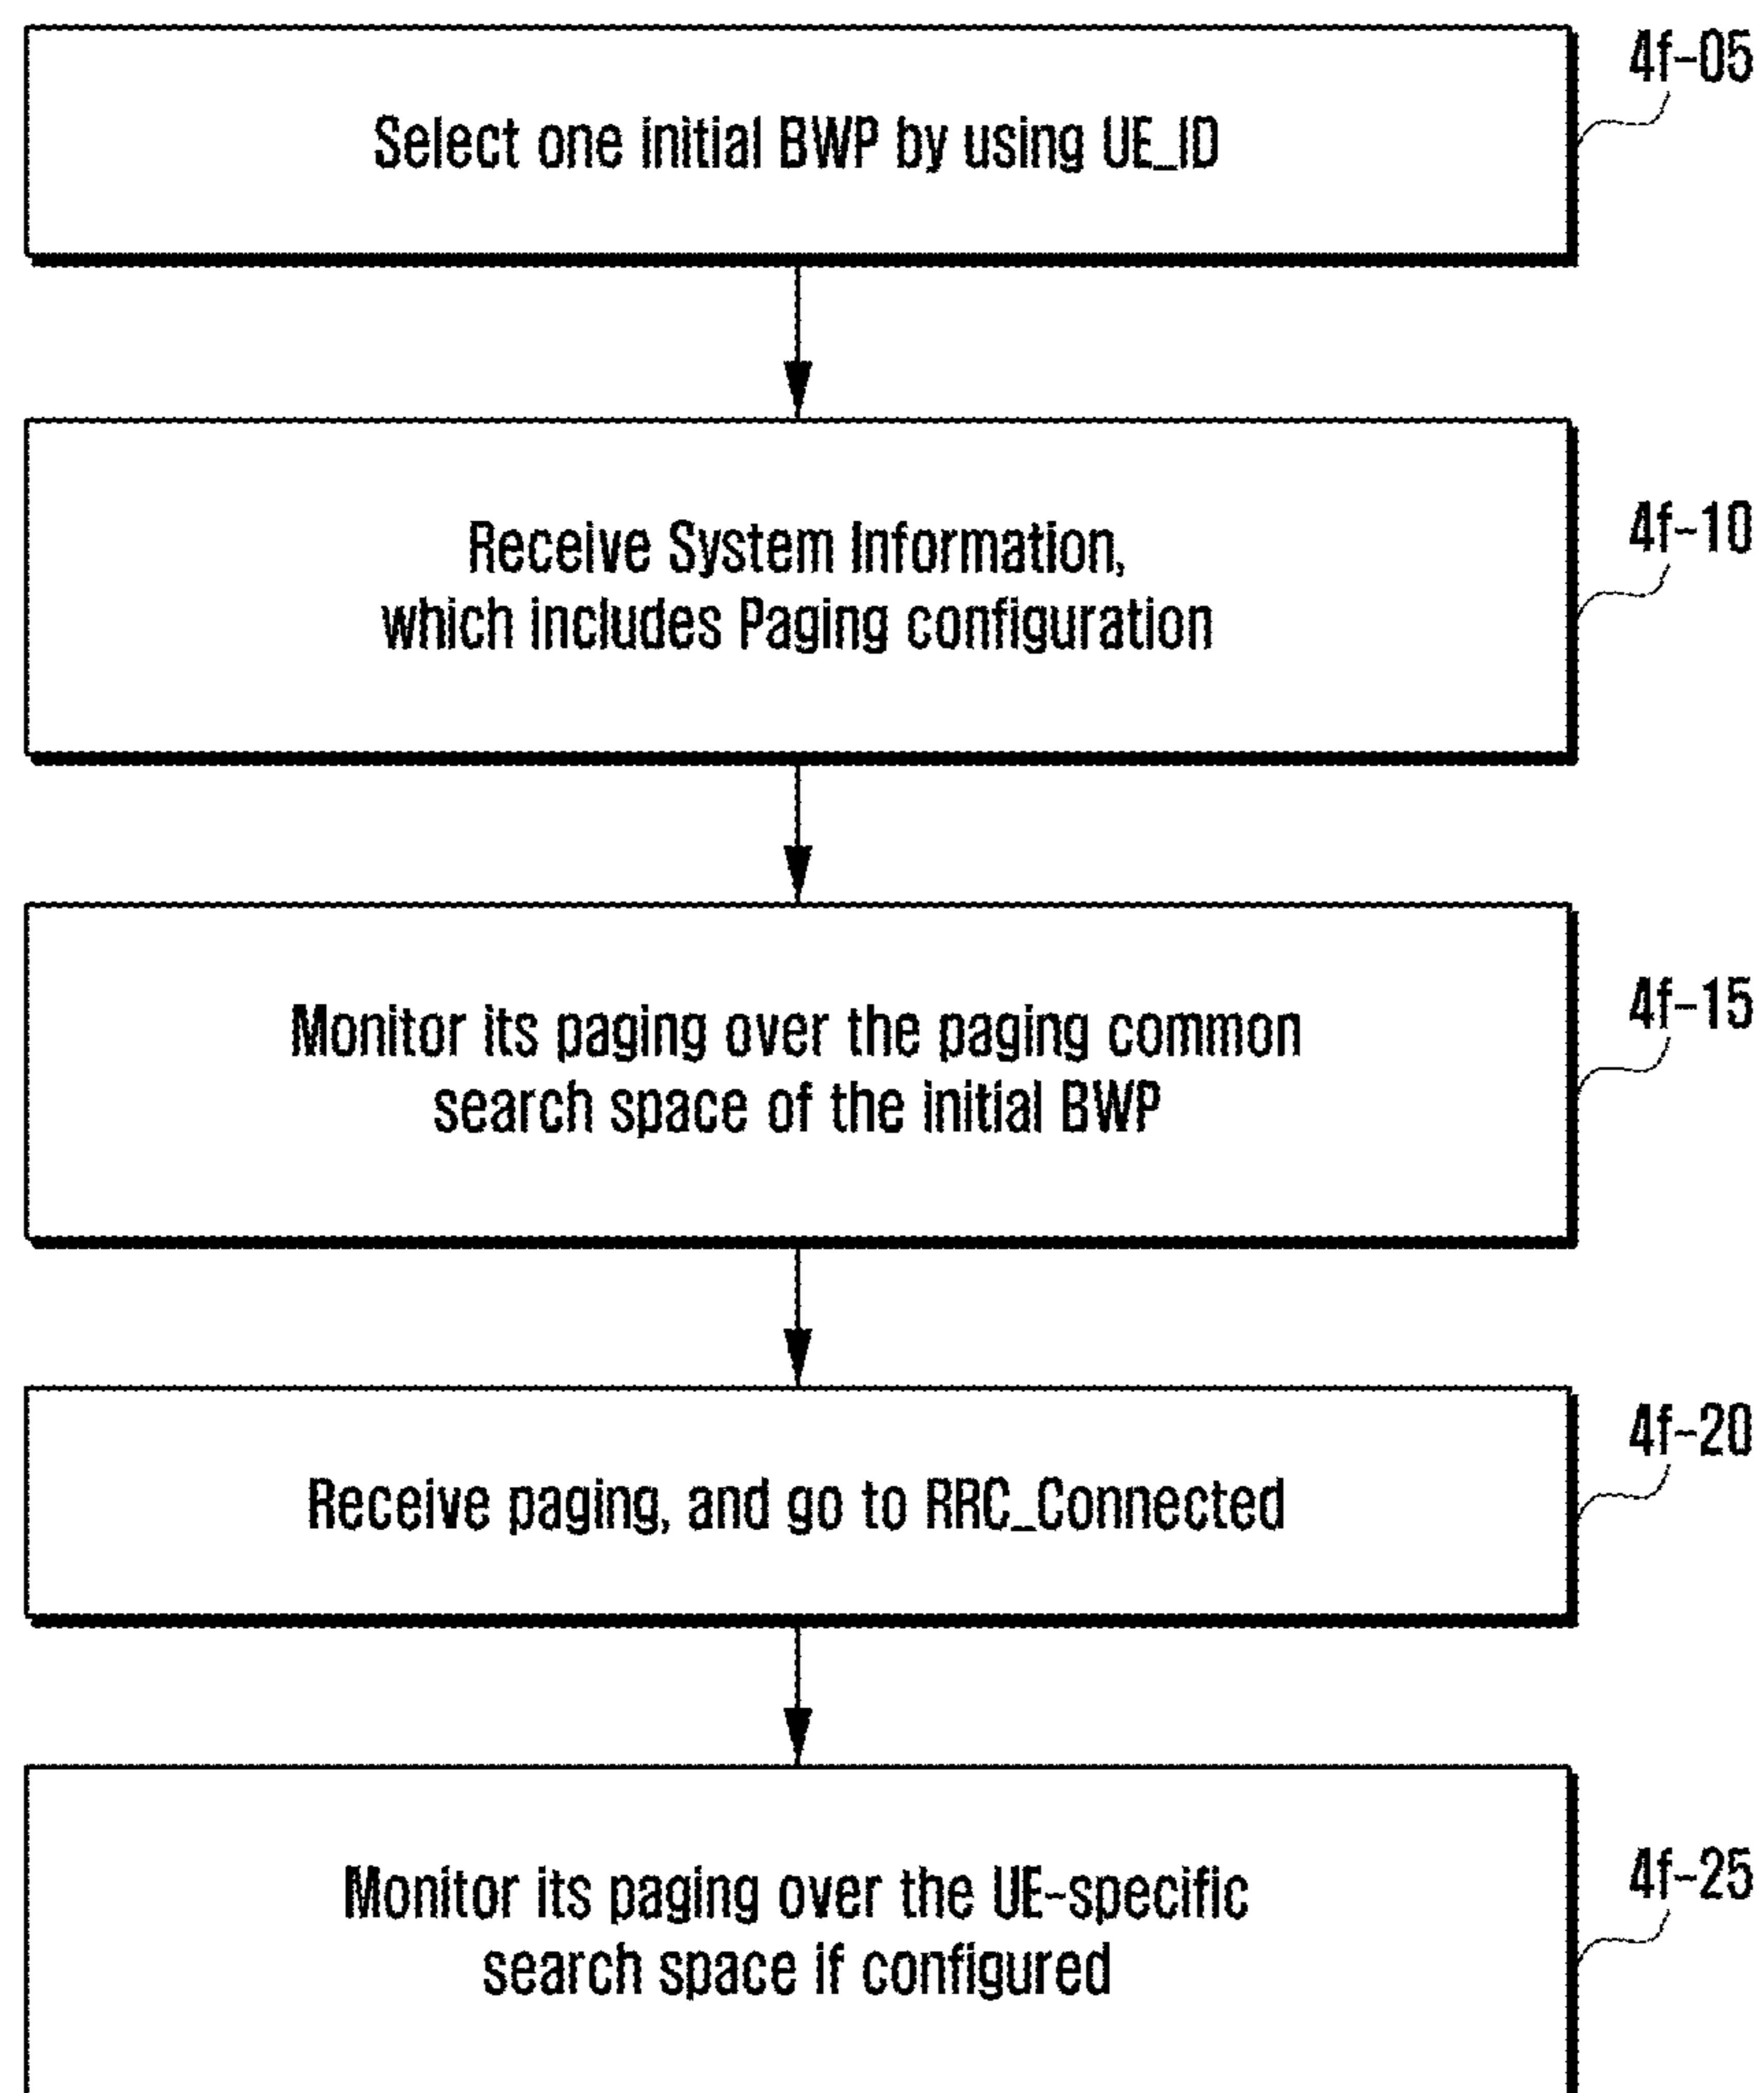 4f-05
Select one initial BWP by using UE_ID
4f-10
Receive System Information,
which includes Paging configuration
4f-15
Monitor its paging over the paging common
search space of the initial BWP
4f-20
Receive paging, and go to RRC_Connected
4f-25
Monitor its paging over the UE-specific
search space if configured